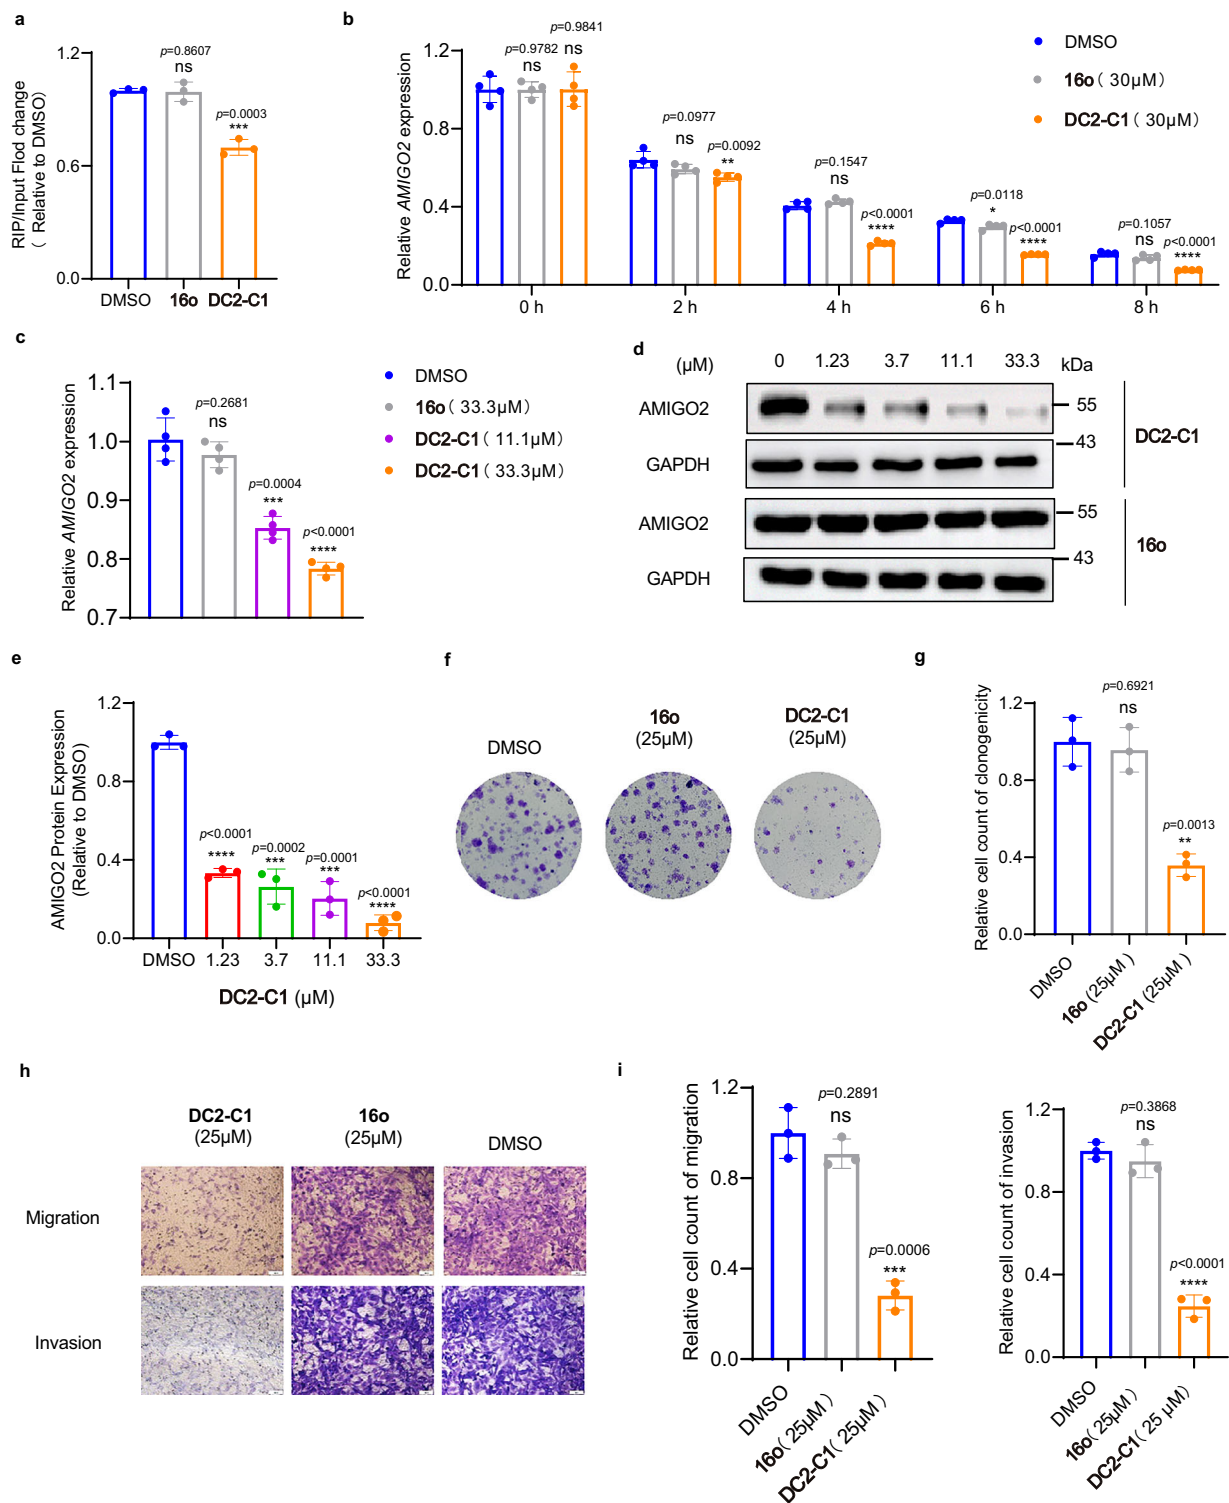 a
RIP/Input Flod change
( Relative to DMSO)
1.2
0.6
0.0
p=0.8607
ns
p=0.0003
***
DMSO 16o DC2-C1
b
Relative AMIGO2 expression
1.2
0.8
0.4
0.0
p=0.9782
ns
p=0.9841
ns
p=0.0977
ns
p=0.0092
**
p=0.1547
ns
p<0.0001
****
p=0.0118
*
p<0.0001
****
p=0.1057
ns
p<0.0001
****
0 h 2 h 4 h 6 h 8 h
DMSO
16o ( 30μM)
DC2-C1 ( 30μM)
c
Relative AMIGO2 expression
1.1
1.0
0.9
0.8
0.7
p=0.2681
ns
p=0.0004
***
p<0.0001
****
DMSO
16o ( 33.3μM)
DC2-C1 ( 11.1μM)
DC2-C1 ( 33.3μM)
d
(μM) 0 1.23 3.7 11.1 33.3 kDa
AMIGO2
55
43
GAPDH
DC2-C1
AMIGO2
55
43
GAPDH
16o
e
AMIGO2 Protein Expression
(Relative to DMSO)
1.2
0.8
0.4
0.0
p<0.0001
****
p=0.0002
***
p=0.0001
***
p<0.0001
****
DMSO 1.23 3.7 11.1 33.3
DC2-C1 (μM)
f
DMSO
16o
(25μM)
DC2-C1
(25μM)
g
Relative cell count of clonogenicity
1.2
0.8
0.4
0.0
p=0.6921
ns
p=0.0013
**
DMSO
16o (25μM )
DC2-C1 (25μM )
h
DC2-C1
(25μM)
16o
(25μM)
DMSO
Migration
Invasion
i
Relative cell count of migration
1.2
0.8
0.4
0.0
p=0.2891
ns
p=0.0006
***
DMSO
16o( 25μM )
DC2-C1( 25μM )
Relative cell count of invasion
1.2
0.8
0.4
0.0
p=0.3868
ns
p<0.0001
****
DMSO
16o( 25μM )
DC2-C1( 25 μM)